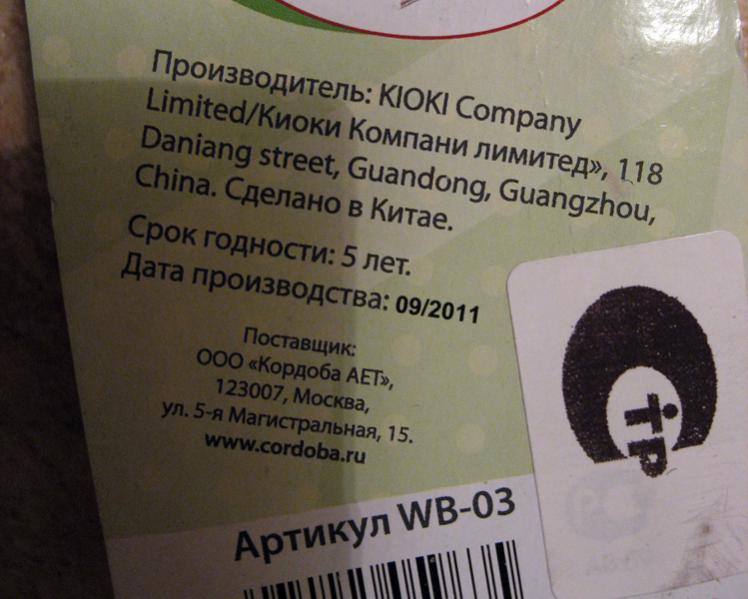 Производитель: KIOKI Company
Limited/Киоки Компани лимитед», 118
Daniang street, Guandong, Guangzhou,
China. Сделано в Китае.
Срок годности: 5 лет.
Дата производства: 09/2011
Поставщик:
ООО «Кордоба АЕТ»,
123007, Москва,
ул. 5-я Магистральная, 15.
www.cordoba.ru
Артикул WB-03